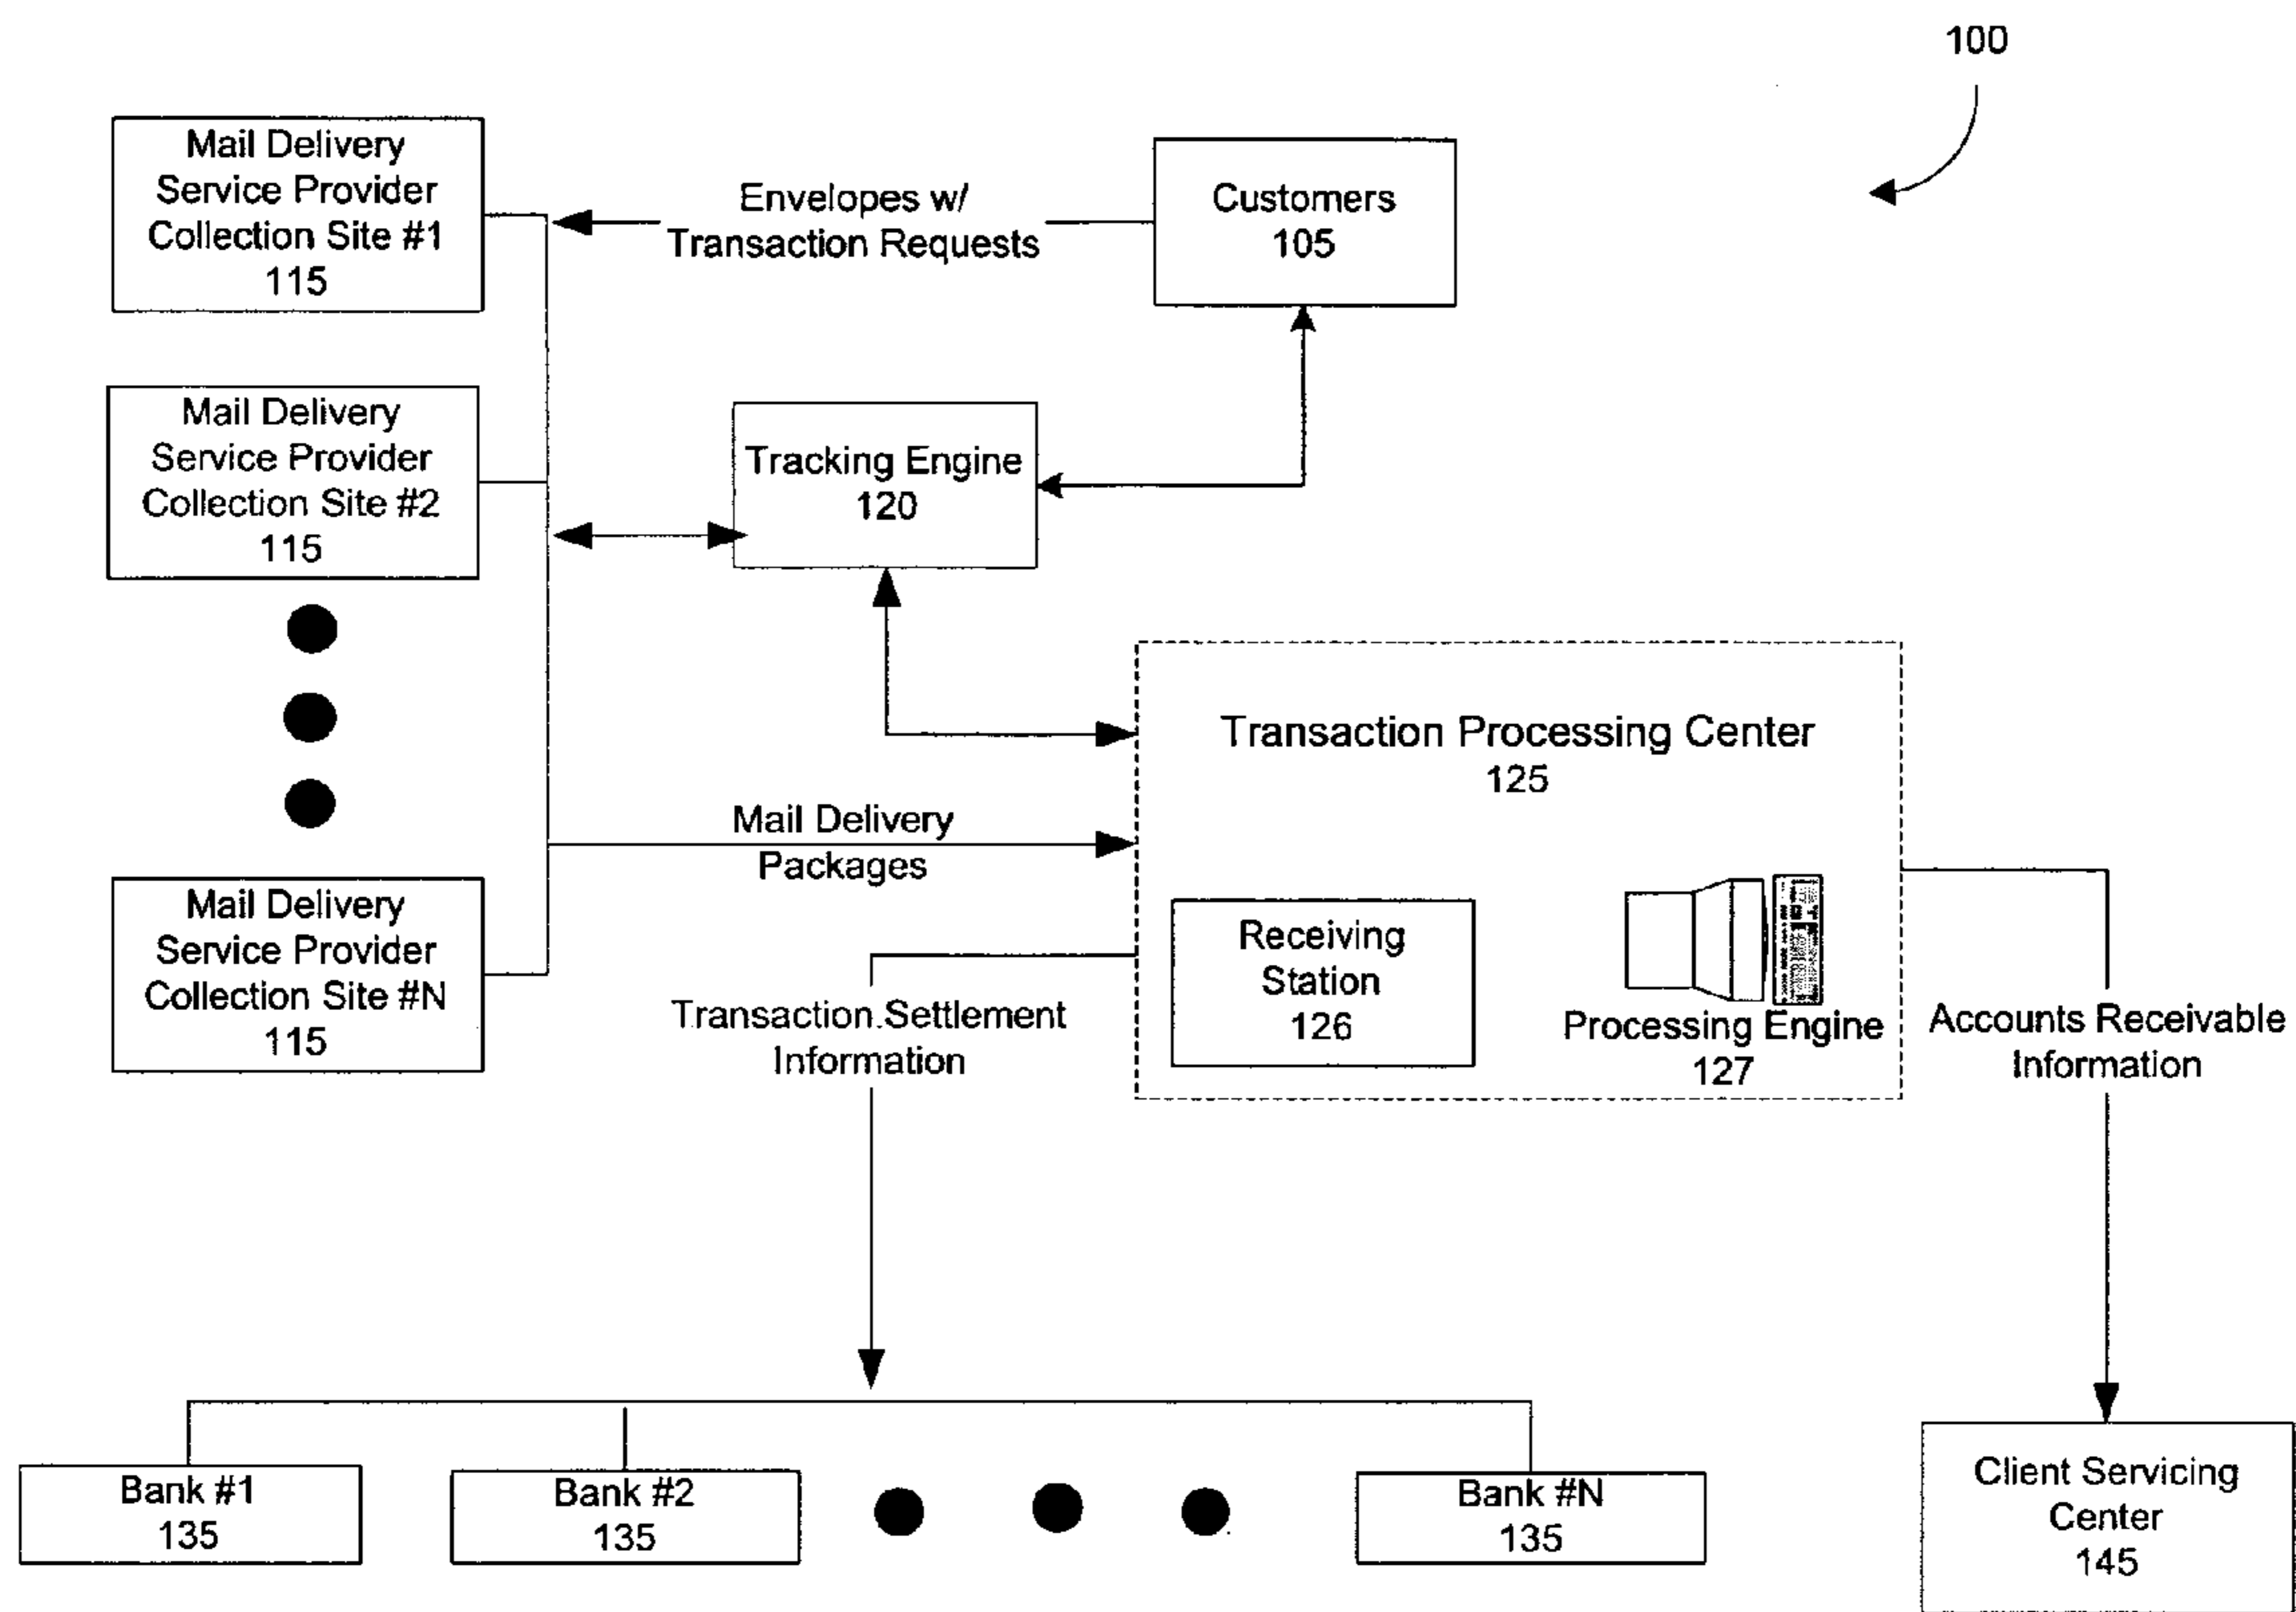 100
Mail Delivery
Service Provider
Collection Site #1
115
Envelopes w/
Transaction Requests
Customers
105
Mail Delivery
Service Provider
Collection Site #2
115
Tracking Engine
120
Transaction Processing Center
125
Mail Delivery
Packages
Mail Delivery
Service Provider
Collection Site #N
115
Transaction Settlement
Information
Receiving
Station
126
Processing Engine
127
Accounts Receivable
Information
Bank #1
135
Bank #2
135
Bank #N
135
Client Servicing
Center
145